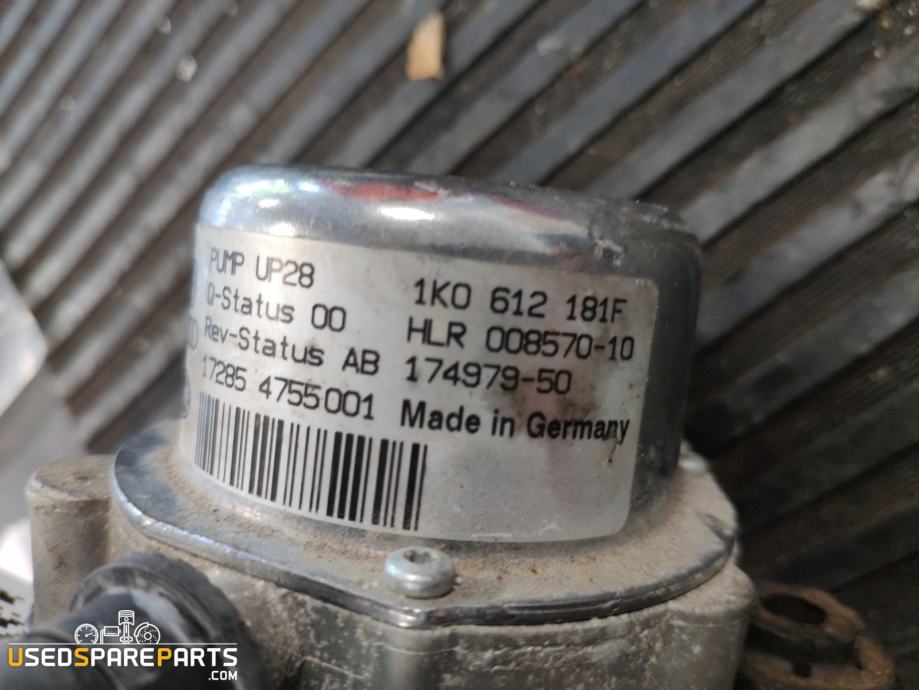 PUMP UP28
0-Status 00
Rev-Status AB
17285 4755001
1K0 612 181F
HLR 008570-10
174979-50
Made in Germany
USEDSPAREPARTS
.COM